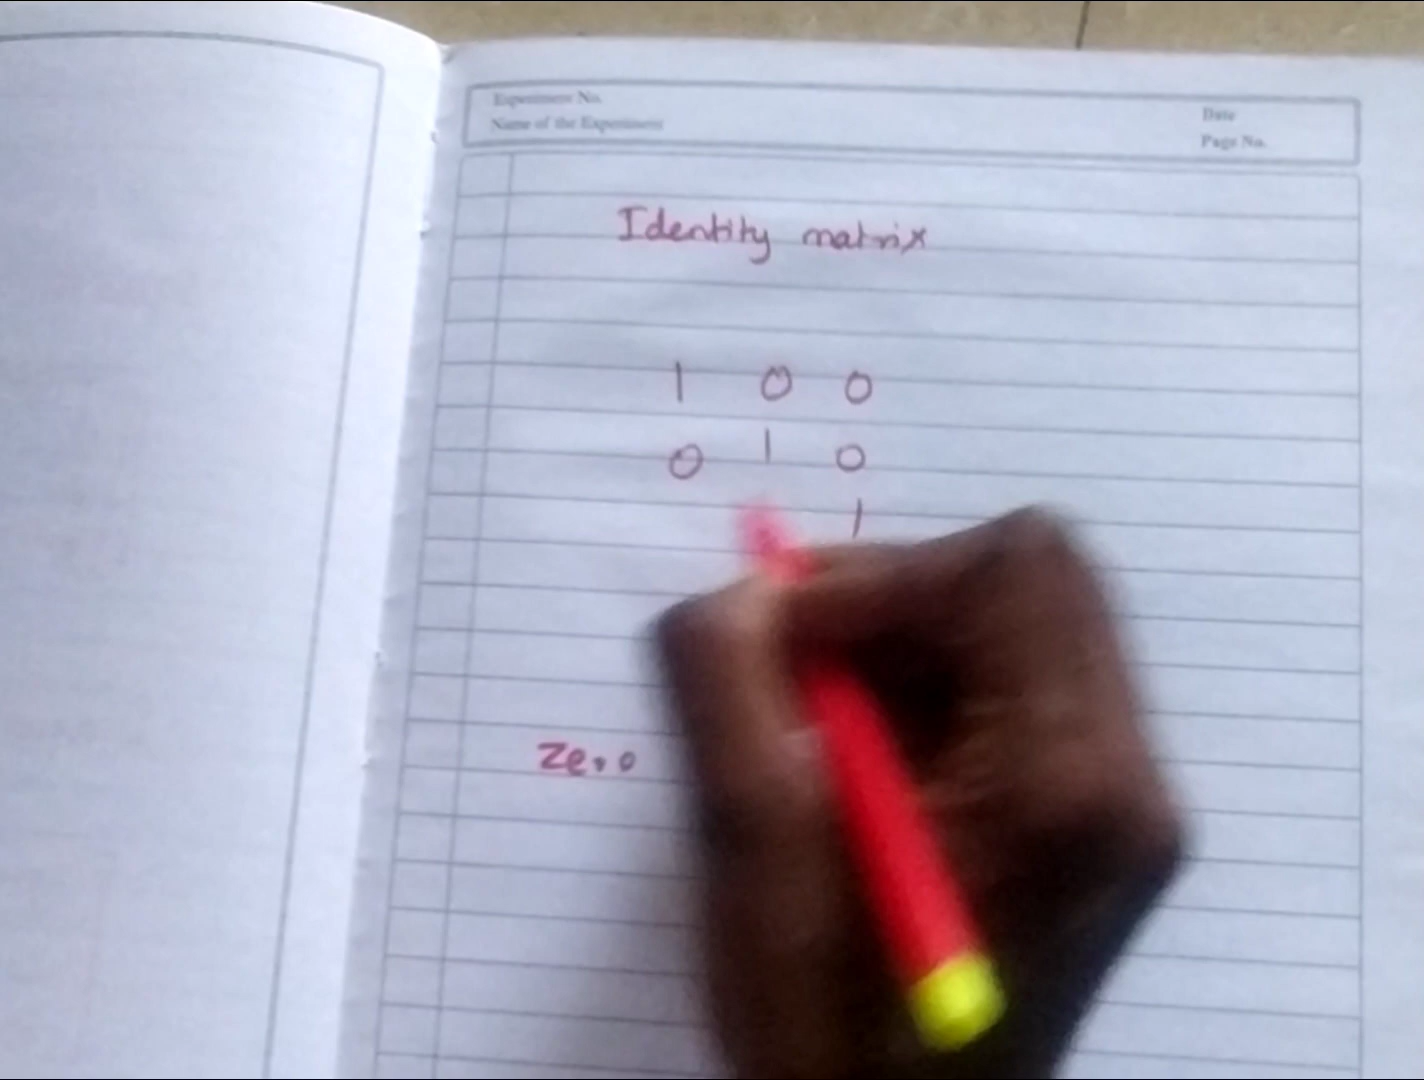 Experiment No.
Date
Name of the Experiment
Page No.
Identity matrix
1 0 0
0 1 0
1
Zero